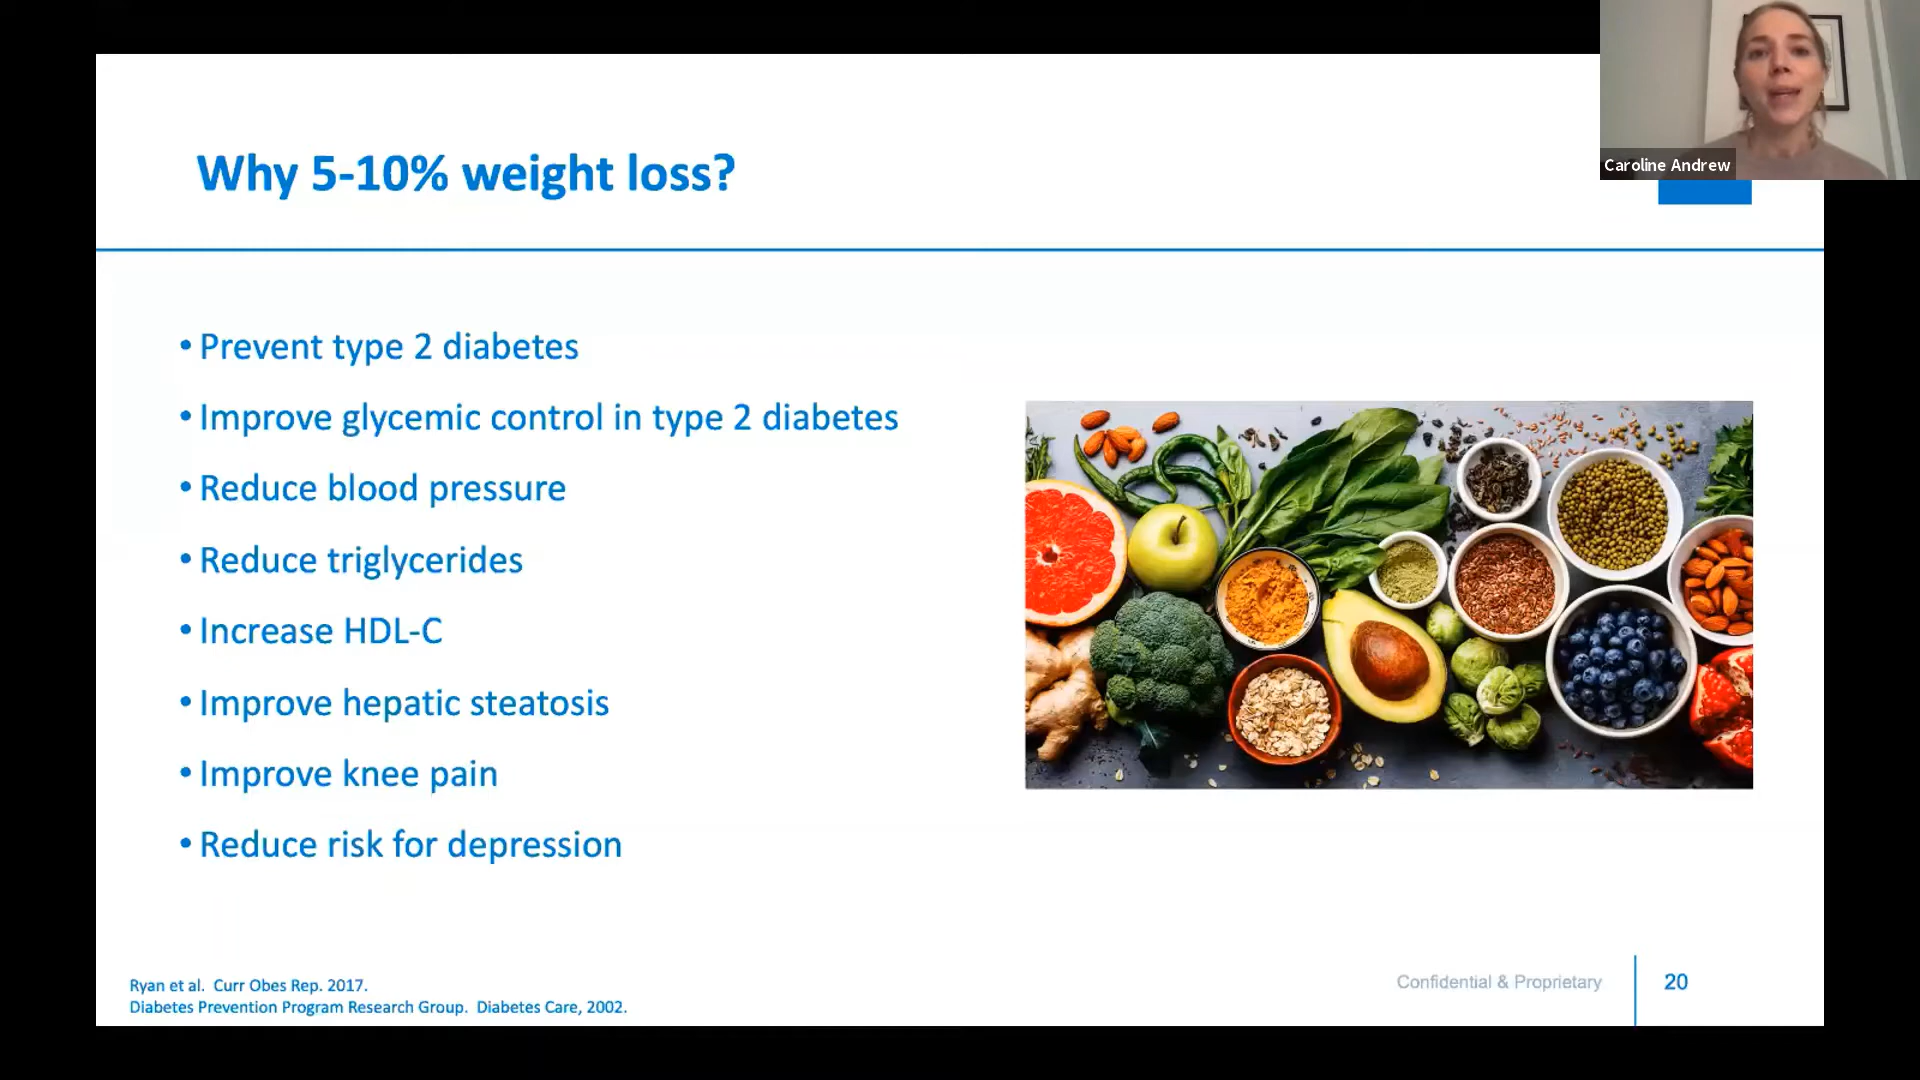 Caroline Andrew
Why 5-10% weight loss?
• Prevent type 2 diabetes
• Improve glycemic control in type 2 diabetes
• Reduce blood pressure
• Reduce triglycerides
• Increase HDL-C
• Improve hepatic steatosis
• Improve knee pain
• Reduce risk for depression
Ryan et al.  Curr Obes Rep. 2017.
Diabetes Prevention Program Research Group.  Diabetes Care, 2002.
Confidential & Proprietary
20